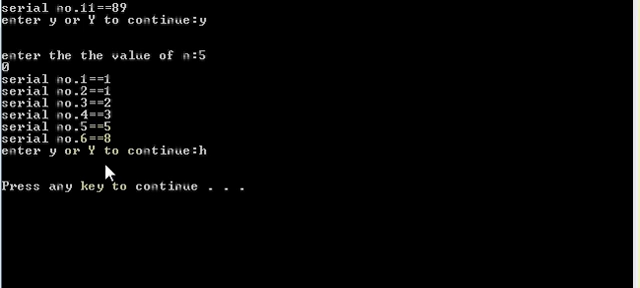 serial no.11==89
enter y or Y to continue:y
enter the the value of n:5
0
serial no.1==1
serial no.2==1
serial no.3==2
serial no.4==3
serial no.5==5
serial no.6==8
enter y or Y to continue:h
Press any key to continue . . .